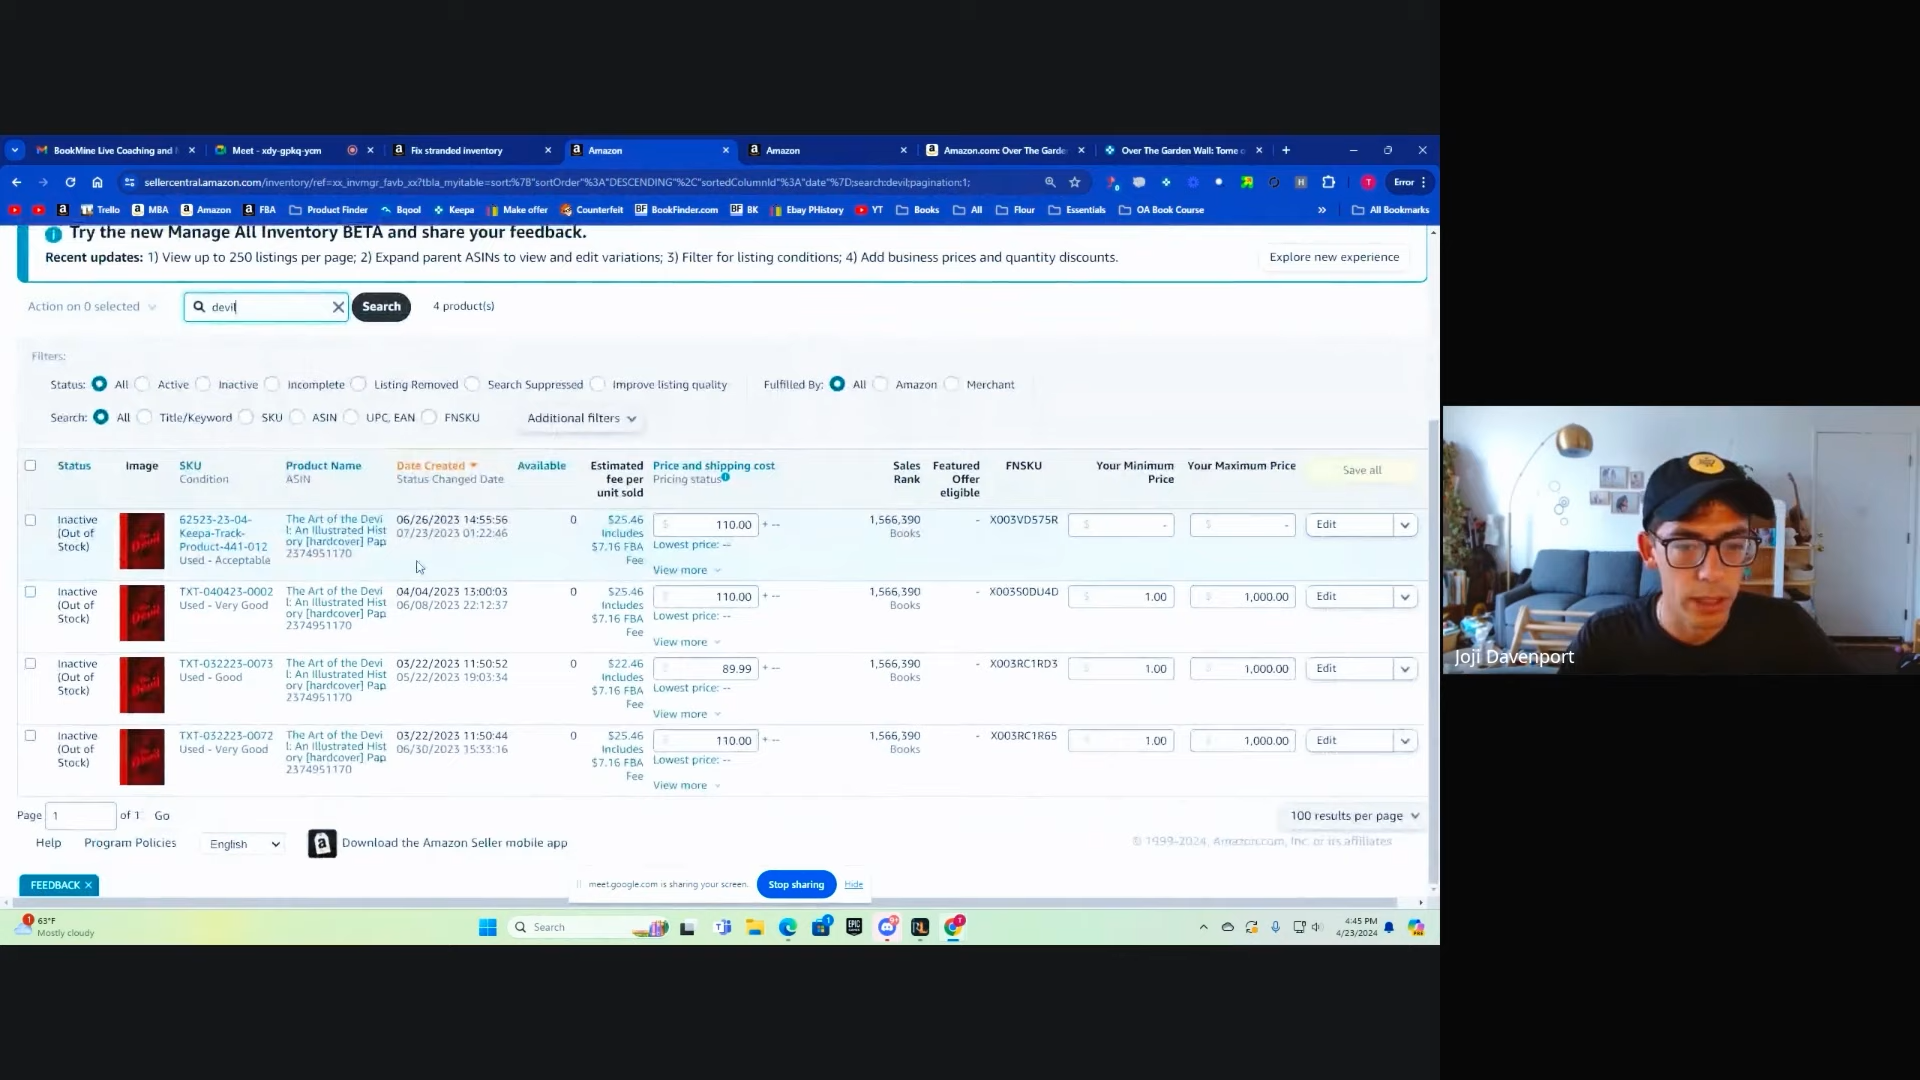 BookMine Live Coaching and
Meet - xdy-gpkq-ycm
Fix stranded inventory
Amazon
Amazon
Amazon.com: Over The Garde
Over The Garden Wall: Tome o
sellercentral.amazon.com/inventory/ref=xx_invmgr_favb_xx?tbla_myitable=sort:%7B"sortOrder"%3A"DESCENDING"%2C"sortedColumnId"%3A"date"%7D;search:devil;pagination:1;
Error
Trello
MBA
Amazon
FBA
Product Finder
Bqool
Keepa
Make offer
Counterfeit
BookFinder.com
BK
Ebay PHistory
YT
Books
All
Flour
Essentials
OA Book Course
All Bookmarks
Try the new Manage All Inventory BETA and share your feedback.
Recent updates: 1) View up to 250 listings per page; 2) Expand parent ASINs to view and edit variations; 3) Filter for listing conditions; 4) Add business prices and quantity discounts.
Explore new experience
Action on 0 selected
devil
Search
4 product(s)
Filters:
Status: All Active Inactive Incomplete Listing Removed Search Suppressed Improve listing quality
Fulfilled By: All Amazon Merchant
Search: All Title/Keyword SKU ASIN UPC, EAN FNSKU
Additional filters
Status
Image
SKU
Condition
Product Name
ASIN
Date Created
Status Changed Date
Available
Estimated
fee per
unit sold
Price and shipping cost
Pricing status
Sales
Rank
Featured
Offer
eligible
FNSKU
Your Minimum
Price
Your Maximum Price
Save all
Inactive
(Out of
Stock)
62523-23-04-
Keepa-Track-
Product-441-012
Used - Acceptable
The Art of the Devi
l: An Illustrated Hist
ory [hardcover] Pap
2374951170
06/26/2023 14:55:56
07/23/2023 01:22:46
0
$25.46
Includes
$7.16 FBA
Fee
$ 110.00 + --
Lowest price: --
View more
1,566,390
Books
-
X003VD575R
$ -
$ -
Edit
Inactive
(Out of
Stock)
TXT-040423-0002
Used - Very Good
The Art of the Devi
l: An Illustrated Hist
ory [hardcover] Pap
2374951170
04/04/2023 13:00:03
06/08/2023 22:12:37
0
$25.46
Includes
$7.16 FBA
Fee
110.00 + --
Lowest price: --
View more
1,566,390
Books
-
X003S0DU4D
$ 1.00
$ 1,000.00
Edit
Inactive
(Out of
Stock)
TXT-032223-0073
Used - Good
The Art of the Devi
l: An Illustrated Hist
ory [hardcover] Pap
2374951170
03/22/2023 11:50:52
05/22/2023 19:03:34
0
$22.46
Includes
$7.16 FBA
Fee
89.99 + --
Lowest price: --
View more
1,566,390
Books
-
X003RC1RD3
$ 1.00
$ 1,000.00
Edit
Inactive
(Out of
Stock)
TXT-032223-0072
Used - Very Good
The Art of the Devi
l: An Illustrated Hist
ory [hardcover] Pap
2374951170
03/22/2023 11:50:44
06/30/2023 15:33:16
0
$25.46
Includes
$7.16 FBA
Fee
110.00 + --
Lowest price: --
View more
1,566,390
Books
-
X003RC1R65
1.00
1,000.00
Edit
Page 1 of 1 Go
100 results per page
Help
Program Policies
English
Download the Amazon Seller mobile app
© 1999-2024, Amazon.com, Inc. or its affiliates
FEEDBACK
meet.google.com is sharing your screen.
Stop sharing
Hide
63°F
Mostly cloudy
Search
4:45 PM
4/23/2024
Joji Davenport